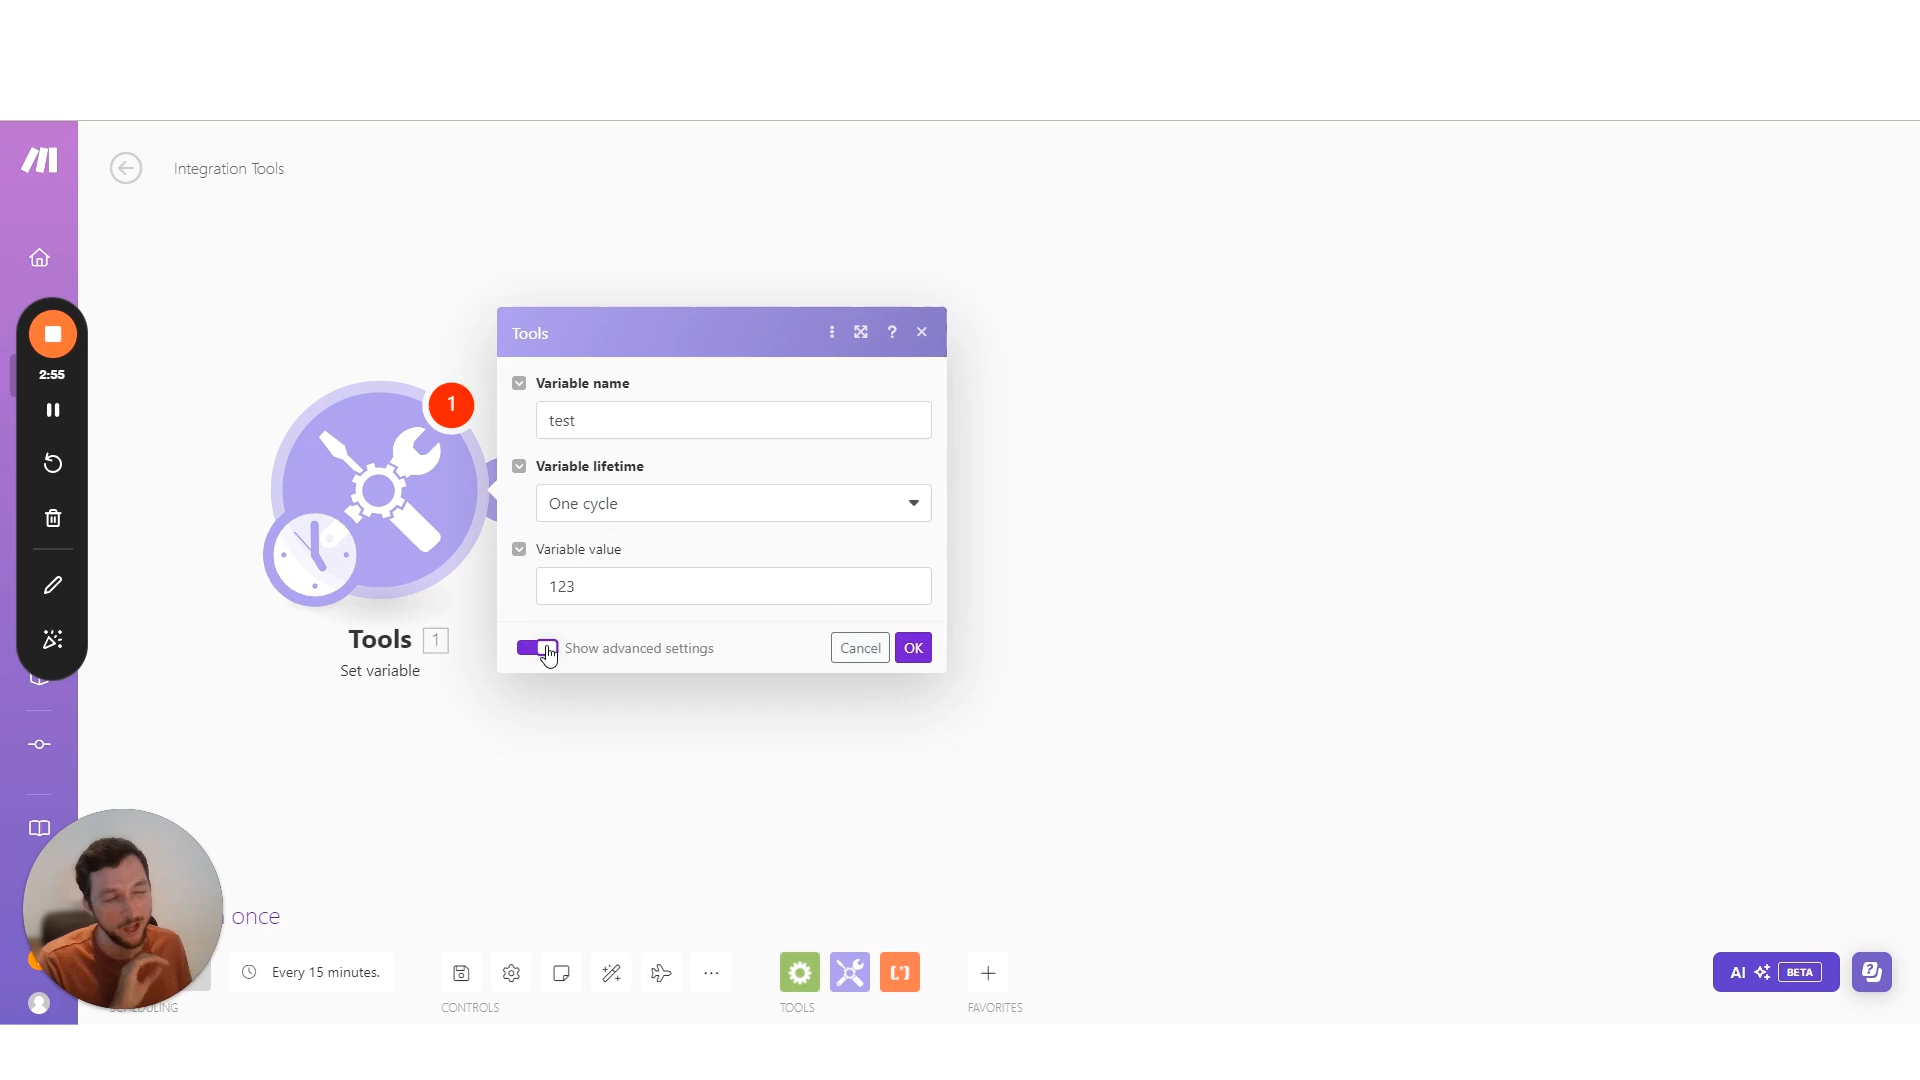 Integration Tools
2:55
1
Tools
Variable name
test
Variable lifetime
One cycle
Variable value
123
Show advanced settings
Cancel
OK
Tools 1
Set variable
once
Every 15 minutes.
SCHEDULING
CONTROLS
TOOLS
FAVORITES
AI BETA